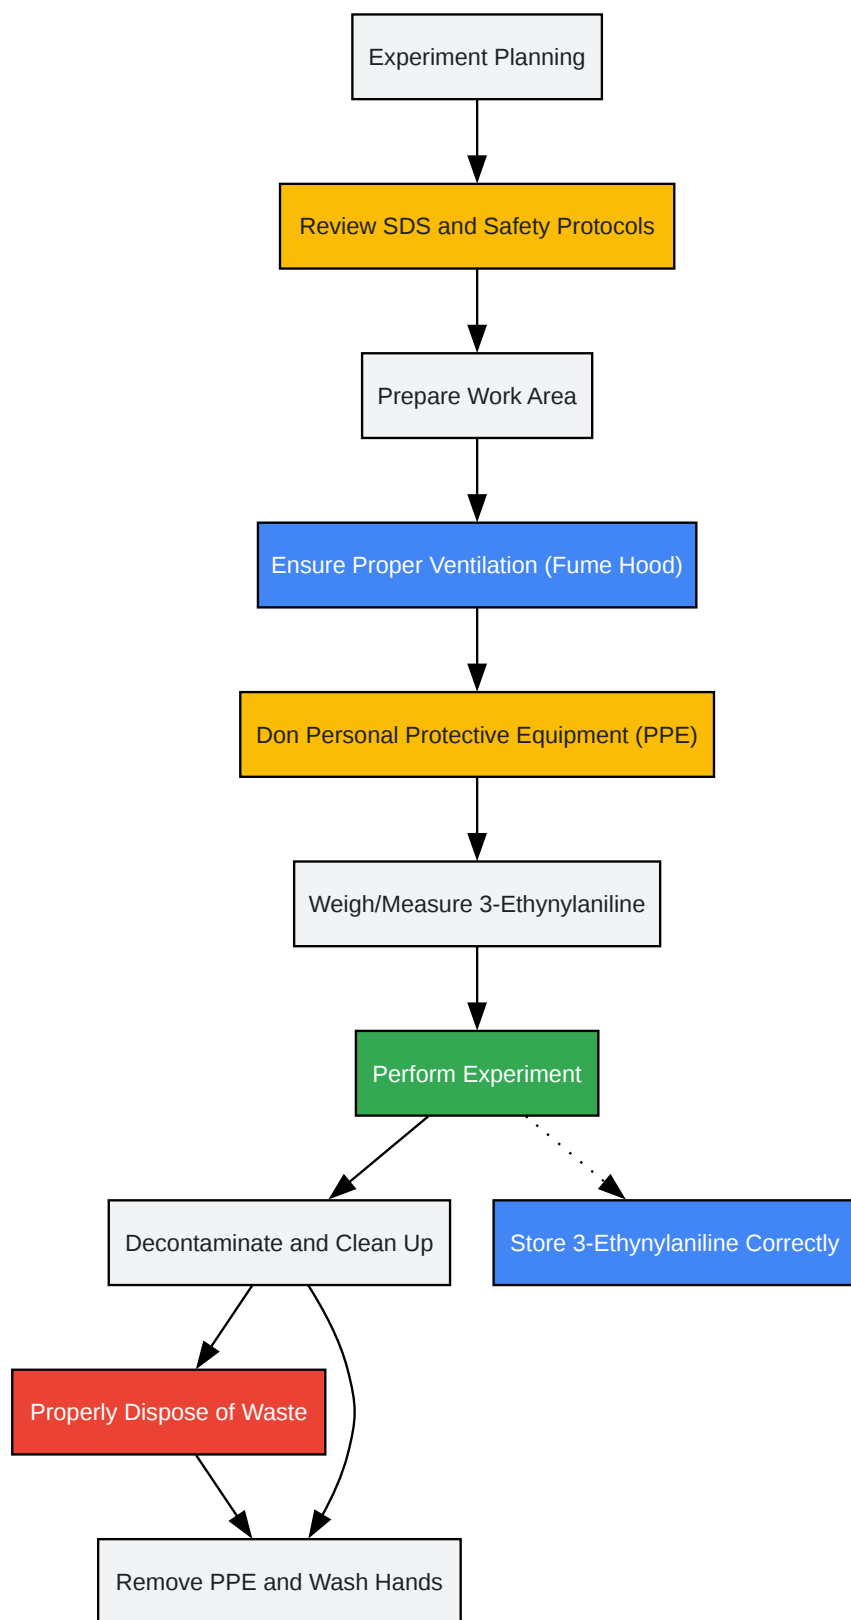 Experiment Planning
Review SDS and Safety Protocols
Prepare Work Area
Ensure Proper Ventilation (Fume Hood)
Don Personal Protective Equipment (PPE)
Weigh/Measure 3-Ethynylaniline
Perform Experiment
Decontaminate and Clean Up
Store 3-Ethynylaniline Correctly
Properly Dispose of Waste
Remove PPE and Wash Hands